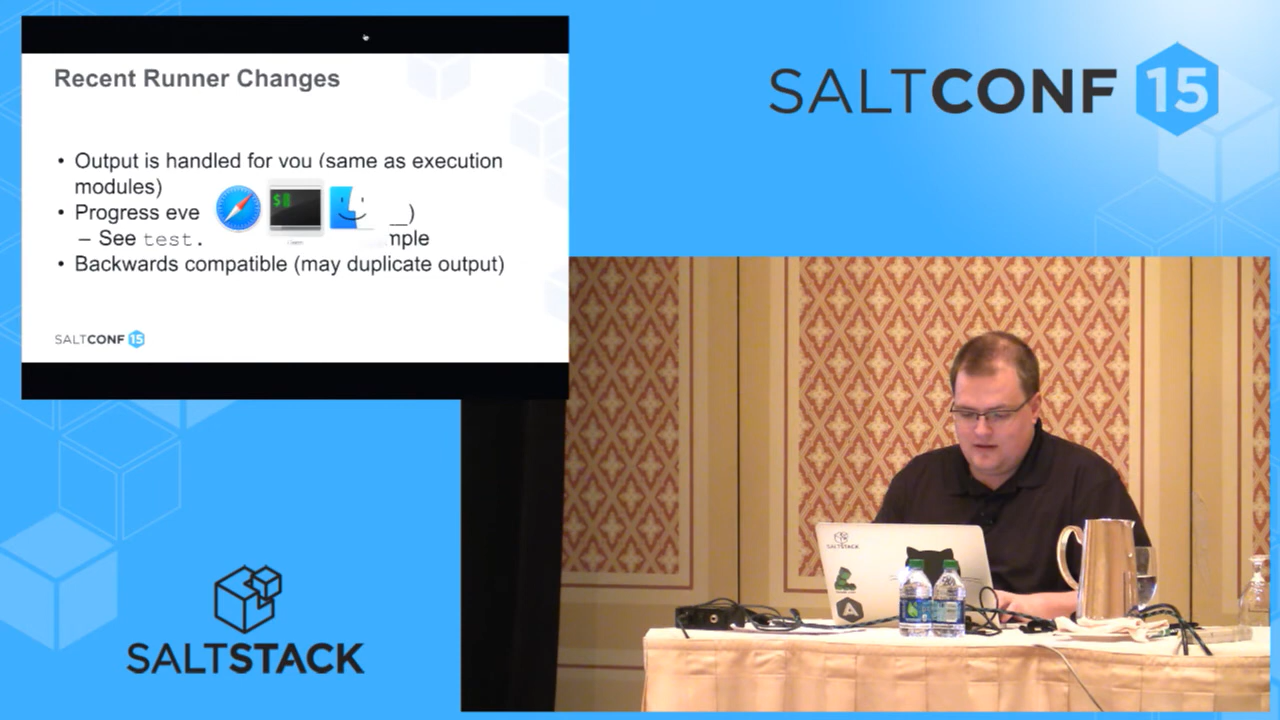 Recent Runner Changes
• Output is handled for you (same as execution
modules)
• Progress eve __)
– See test. mple
• Backwards compatible (may duplicate output)
SALTCONF 15
SALTCONF 15
SALTSTACK
SALTSTACK
$
A